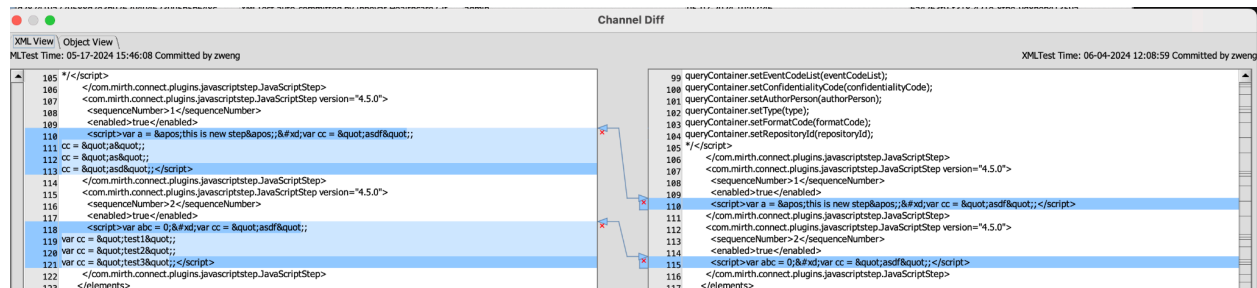 Channel Diff
XML View Object View
MLTest Time: 05-17-2024 15:46:08 Committed by zweng
XMLTest Time: 06-04-2024 12:08:59 Committed by zweng
105 */</script>
106 </com.mirth.connect.plugins.javascriptstep.JavaScriptStep>
107 <com.mirth.connect.plugins.javascriptstep.JavaScriptStep version="4.5.0">
108 <sequenceNumber>1</sequenceNumber>
109 <enabled>true</enabled>
110 <script>var a = &apos;this is new step&apos;;&#xd;var cc = &quot;asdf&quot;;
111 cc = &quot;a&quot;;
112 cc = &quot;as&quot;;
113 cc = &quot;asd&quot;;</script>
114 </com.mirth.connect.plugins.javascriptstep.JavaScriptStep>
115 <com.mirth.connect.plugins.javascriptstep.JavaScriptStep version="4.5.0">
116 <sequenceNumber>2</sequenceNumber>
117 <enabled>true</enabled>
118 <script>var abc = 0;&#xd;var cc = &quot;asdf&quot;;
119 var cc = &quot;test1&quot;;
120 var cc = &quot;test2&quot;;
121 var cc = &quot;test3&quot;;</script>
122 </com.mirth.connect.plugins.javascriptstep.JavaScriptStep>
123 </elements>
99 queryContainer.setEventCodeList(eventCodeList);
100 queryContainer.setConfidentialityCode(confidentialityCode);
101 queryContainer.setAuthorPerson(authorPerson);
102 queryContainer.setType(type);
103 queryContainer.setFormatCode(formatCode);
104 queryContainer.setRepositoryId(repositoryId);
105 */</script>
106 </com.mirth.connect.plugins.javascriptstep.JavaScriptStep>
107 <com.mirth.connect.plugins.javascriptstep.JavaScriptStep version="4.5.0">
108 <sequenceNumber>1</sequenceNumber>
109 <enabled>true</enabled>
110 <script>var a = &apos;this is new step&apos;;&#xd;var cc = &quot;asdf&quot;;</script>
111 </com.mirth.connect.plugins.javascriptstep.JavaScriptStep>
112 <com.mirth.connect.plugins.javascriptstep.JavaScriptStep version="4.5.0">
113 <sequenceNumber>2</sequenceNumber>
114 <enabled>true</enabled>
115 <script>var abc = 0;&#xd;var cc = &quot;asdf&quot;;</script>
116 </com.mirth.connect.plugins.javascriptstep.JavaScriptStep>
117 </elements>